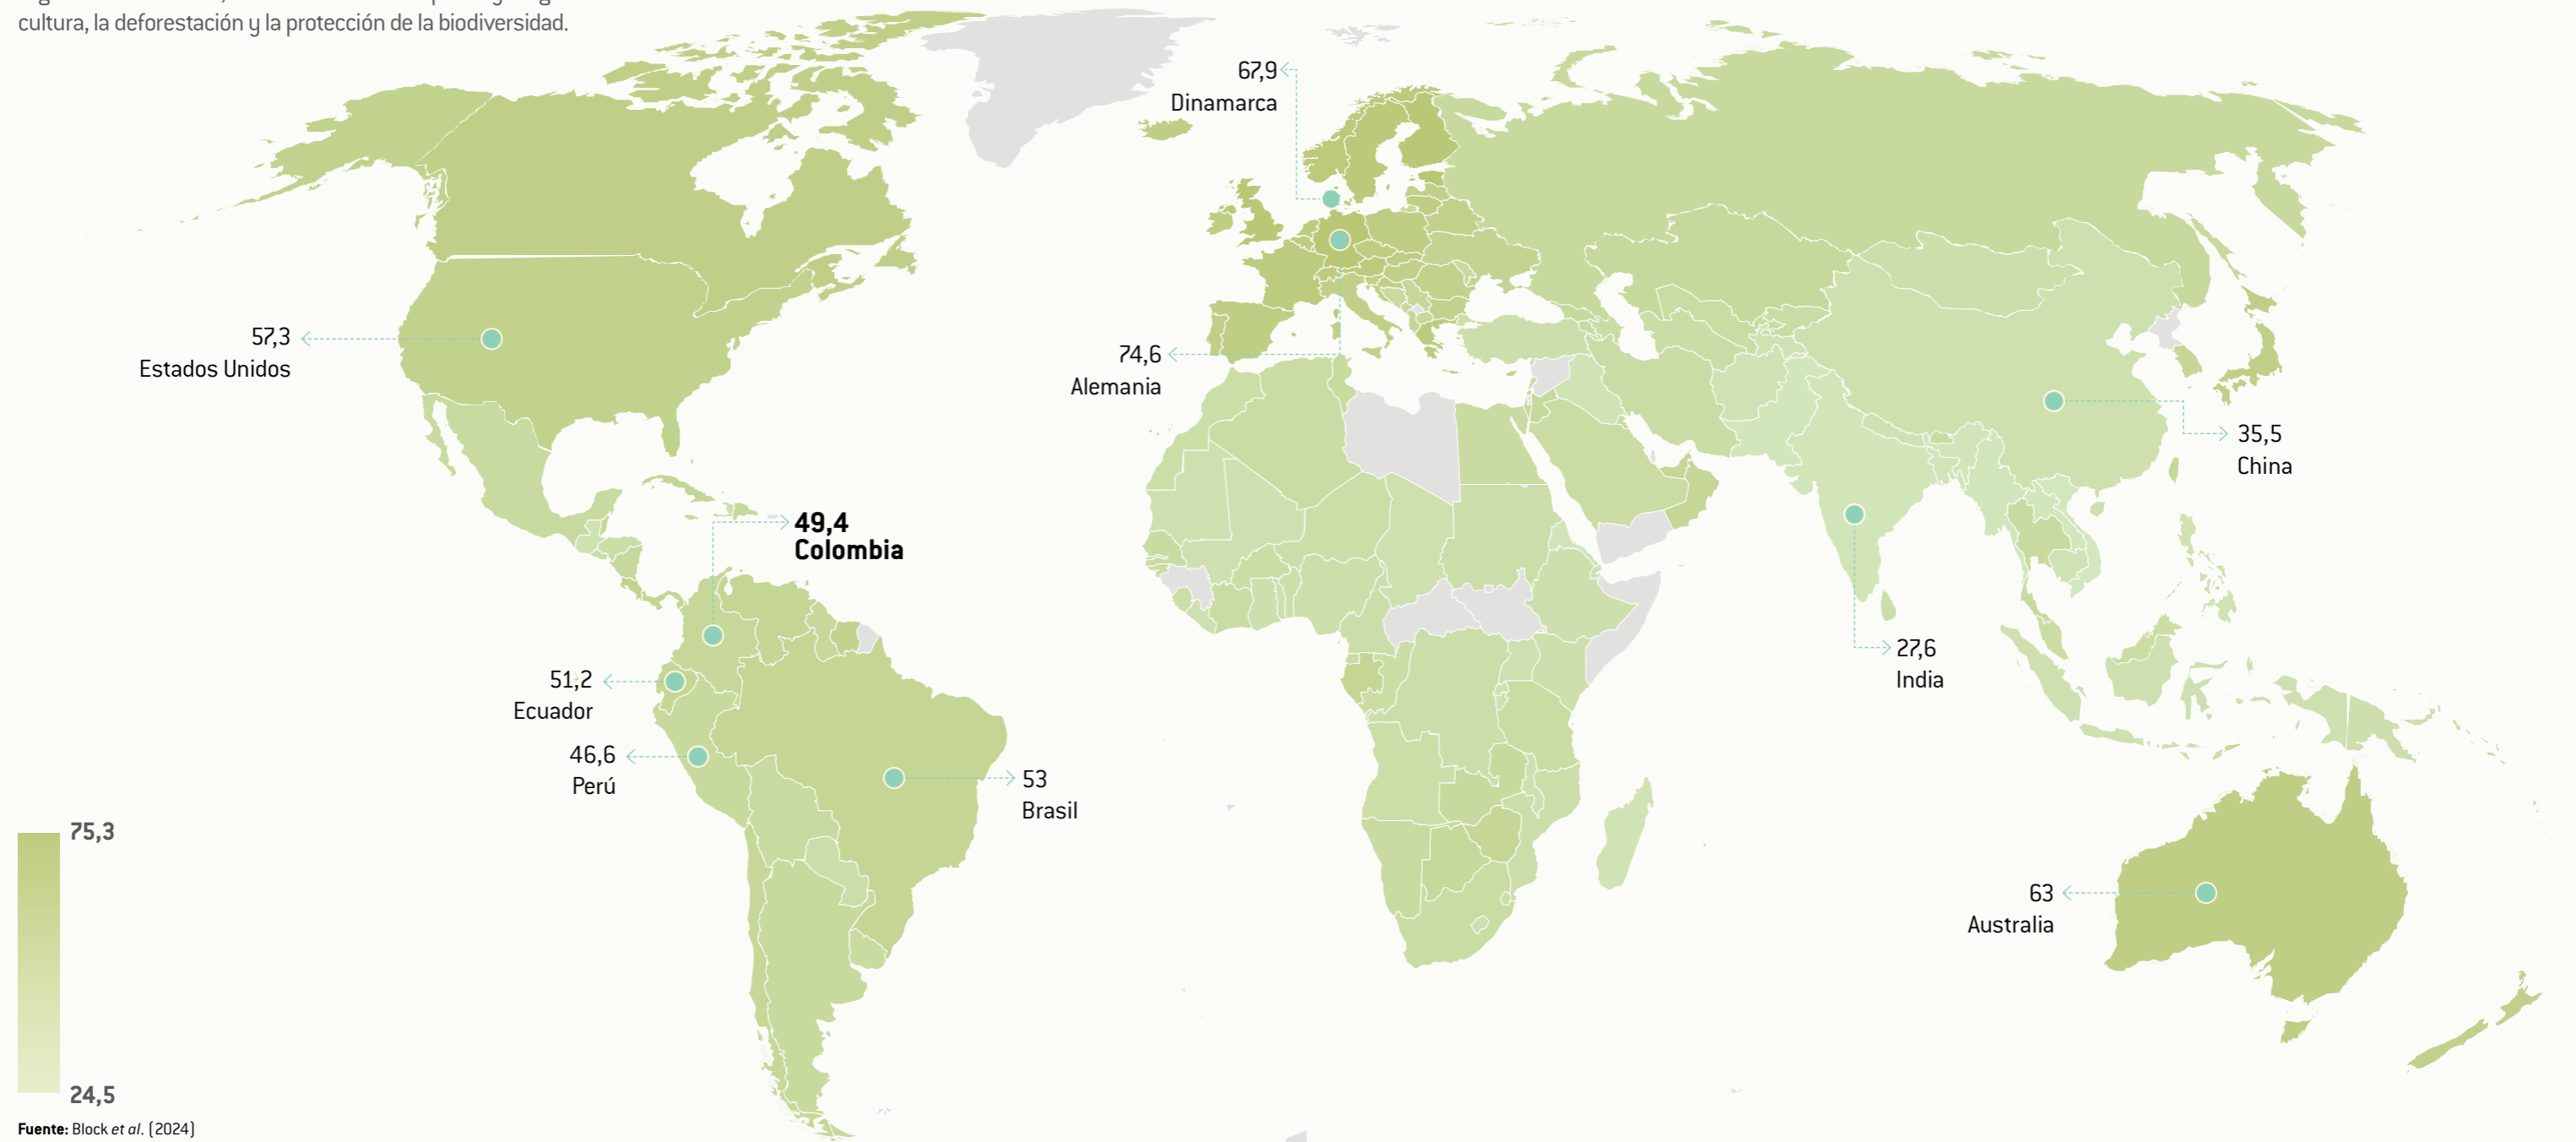 cultura, la deforestación y la protección de la biodiversidad.
67,9
Dinamarca
57,3
Estados Unidos
74,6
Alemania
35,5
China
49,4
Colombia
27,6
India
51,2
Ecuador
46,6
Perú
53
Brasil
63
Australia
75,3
24,5
Fuente: Block et al. (2024)